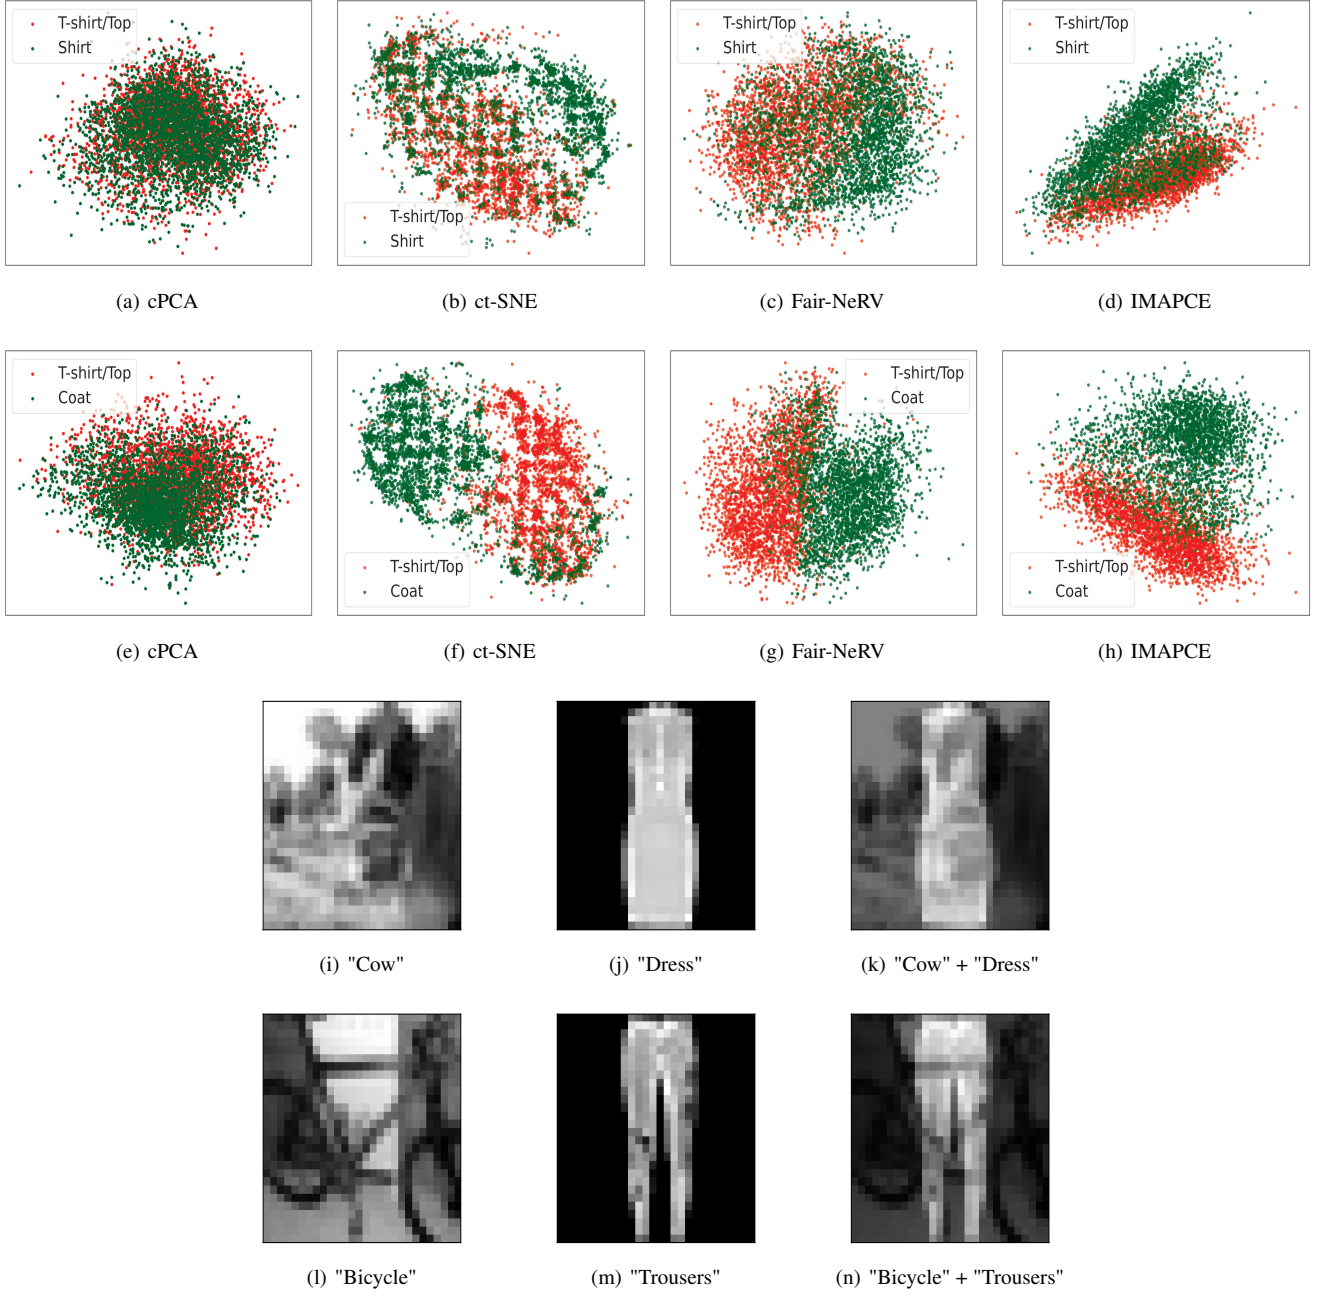 T-shirt/Top
Shirt
T-shirt/Top
Shirt
T-shirt/Top
Shirt
T-shirt/Top
Shirt
(a) cPCA
(b) ct-SNE
(c) Fair-NeRV
(d) IMAPCE
T-shirt/Top
Coat
T-shirt/Top
Coat
T-shirt/Top
Coat
T-shirt/Top
Coat
(e) cPCA
(f) ct-SNE
(g) Fair-NeRV
(h) IMAPCE
(i) "Cow"
(j) "Dress"
(k) "Cow" + "Dress"
(l) "Bicycle"
(m) "Trousers"
(n) "Bicycle" + "Trousers"